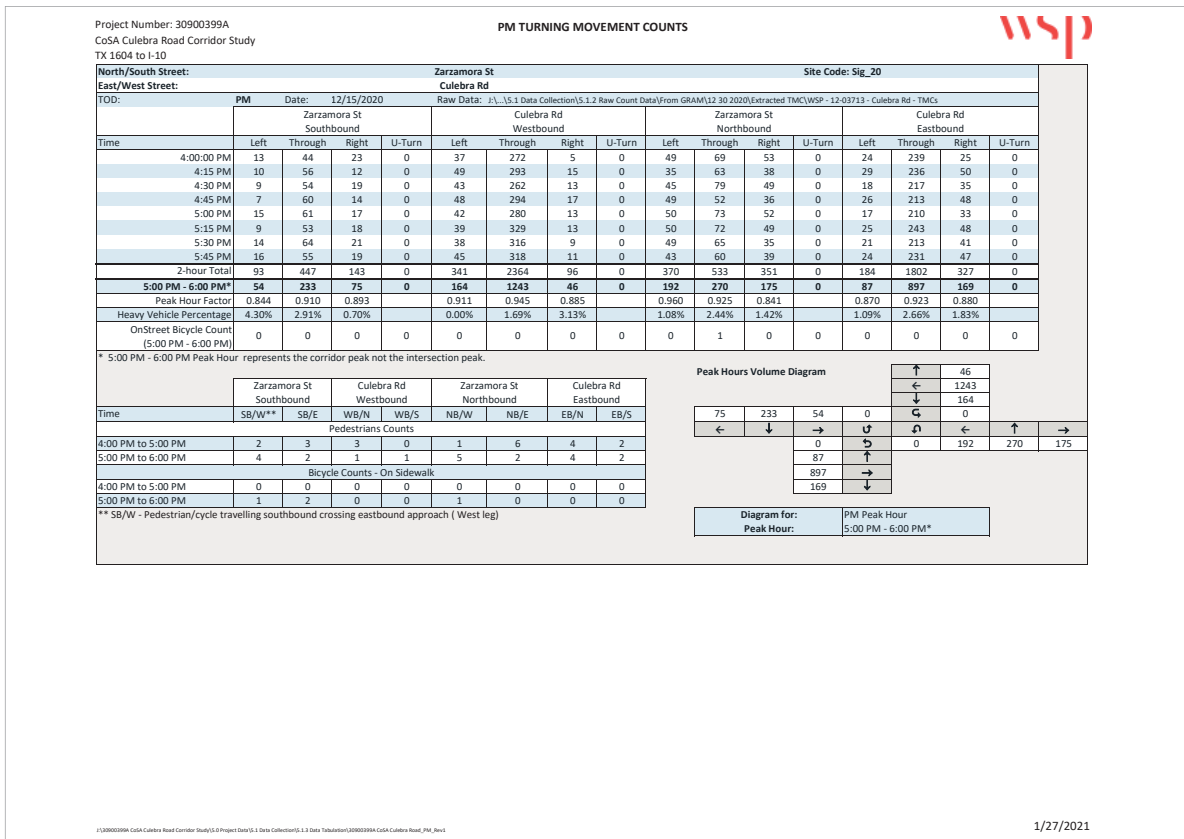 Project Number: 30900399A
PM TURNING MOVEMENT COUNTS
wsp
CoSA Culebra Road Corridor Study
TX 1604 to I-10
North/South Street: Zarzamora St Site Code: Sig_20
East/West Street: Culebra Rd
TOD: PM Date: 12/15/2020 Raw Data: J:\...\5.1 Data Collection\5.1.2 Raw Count Data\From GRAM\12 30 2020\Extracted TMC\WSP - 12-03713 - Culebra Rd - TMCs
Zarzamora St Culebra Rd Zarzamora St Culebra Rd
Southbound Westbound Northbound Eastbound
Time Left Through Right U-Turn Left Through Right U-Turn Left Through Right U-Turn Left Through Right U-Turn
4:00:00 PM 13 44 23 0 37 272 5 0 49 69 53 0 24 239 25 0
4:15 PM 10 56 12 0 49 293 15 0 35 63 38 0 29 236 50 0
4:30 PM 9 54 19 0 43 262 13 0 45 79 49 0 18 217 35 0
4:45 PM 7 60 14 0 48 294 17 0 49 52 36 0 26 213 48 0
5:00 PM 15 61 17 0 42 280 13 0 50 73 52 0 17 210 33 0
5:15 PM 9 53 18 0 39 329 13 0 50 72 49 0 25 243 48 0
5:30 PM 14 64 21 0 38 316 9 0 49 65 35 0 21 213 41 0
5:45 PM 16 55 19 0 45 318 11 0 43 60 39 0 24 231 47 0
2-hour Total 93 447 143 0 341 2364 96 0 370 533 351 0 184 1802 327 0
5:00 PM - 6:00 PM* 54 233 75 0 164 1243 46 0 192 270 175 0 87 897 169 0
Peak Hour Factor 0.844 0.910 0.893 0.911 0.945 0.885 0.960 0.925 0.841 0.870 0.923 0.880
Heavy Vehicle Percentage 4.30% 2.91% 0.70% 0.00% 1.69% 3.13% 1.08% 2.44% 1.42% 1.09% 2.66% 1.83%
OnStreet Bicycle Count
(5:00 PM - 6:00 PM) 0 0 0 0 0 0 0 0 0 1 0 0 0 0 0 0
* 5:00 PM - 6:00 PM Peak Hour represents the corridor peak not the intersection peak.
Zarzamora St Culebra Rd Zarzamora St Culebra Rd
Southbound Westbound Northbound Eastbound
Time SB/W** SB/E WB/N WB/S NB/W NB/E EB/N EB/S
Pedestrians Counts
4:00 PM to 5:00 PM 2 3 3 0 1 6 4 2
5:00 PM to 6:00 PM 4 2 1 1 5 2 4 2
Bicycle Counts - On Sidewalk
4:00 PM to 5:00 PM 0 0 0 0 0 0 0 0
5:00 PM to 6:00 PM 1 2 0 0 1 0 0 0
** SB/W - Pedestrian/cycle travelling southbound crossing eastbound approach ( West leg)
Peak Hours Volume Diagram
↑ 46
← 1243
↓ 164
75 233 54 0 0
← ↓ → ↑ →
0 0 192 270 175
87 ↑
897 →
169 ↓
Diagram for: PM Peak Hour
Peak Hour: 5:00 PM - 6:00 PM*
J:\30900399A CoSA Culebra Road Corridor Study\5.0 Project Data\5.1 Data Collection\5.1.3 Data Tabulation\30900399A CoSA Culebra Road_PM_Rev1
1/27/2021